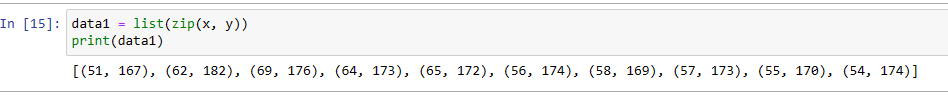 In [15]: data1 = list(zip(x, y))
print(data1)
[(51, 167), (62, 182), (69, 176), (64, 173), (65, 172), (56, 174), (58, 169), (57, 173), (55, 170), (54, 174)]